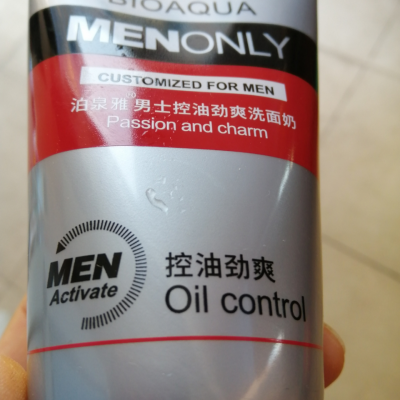 BIOAQUA
MENONLY
CUSTOMIZED FOR MEN
泊泉雅®男士控油劲爽洗面奶
Passion and charm
MEN
Activate
控油劲爽
Oil control